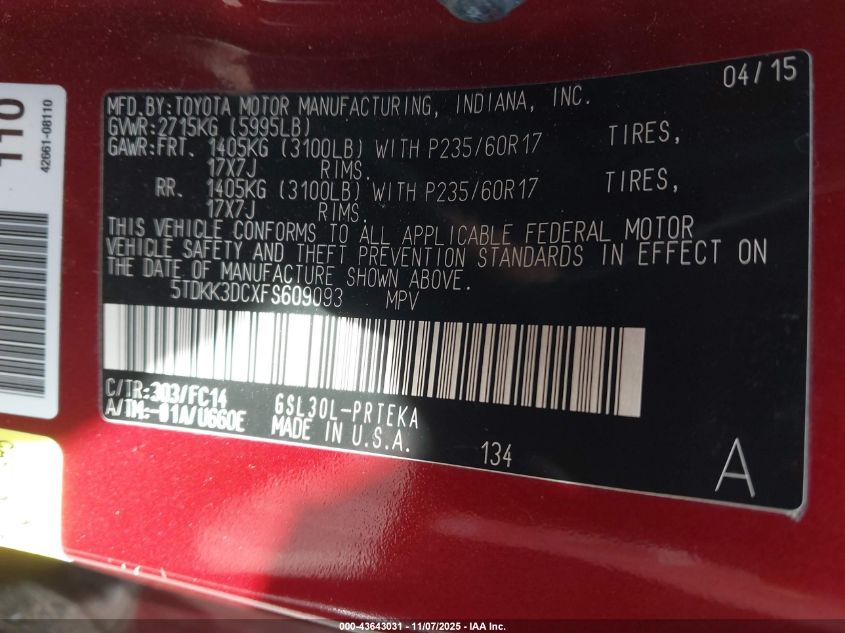 110
42661-08110
04/15
MFD.BY:TOYOTA MOTOR MANUFACTURING, INDIANA, INC.
GVWR:2715KG (5995LB)
GAWR:FRT. 1405KG (3100LB) WITH P235/60R17 TIRES,
17X7J RIMS.
RR. 1405KG (3100LB) WITH P235/60R17 TIRES,
17X7J RIMS.
THIS VEHICLE CONFORMS TO ALL APPLICABLE FEDERAL MOTOR
VEHICLE SAFETY AND THEFT PREVENTION STANDARDS IN EFFECT ON
THE DATE OF MANUFACTURE SHOWN ABOVE.
5TDKK3DCXFS609093 MPV
C/TR:3Q3/FC14 GSL30L-PRTEKA
A/TM:-01A/U660E MADE IN U.S.A.
134
A
000-43643031 - 11/07/2025 - IAA Inc.